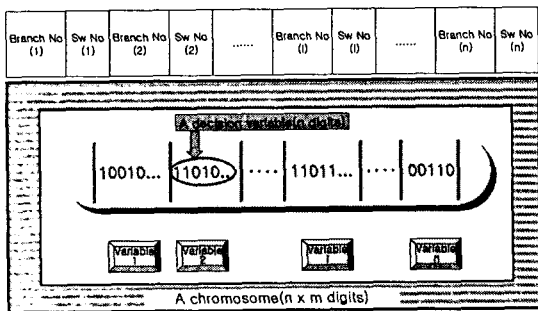 Branch No (1) Sw No (1) Branch No (2) Sw No (2) ...... Branch No (i) Sw No (i) ...... Branch No (n) Sw No (n)
A decision variable(n digits)
10010... 11010.. .... 11011... .... 00110
Variable 1 Variable 2 Variable i Variable n
A chromosome(n x m digits)